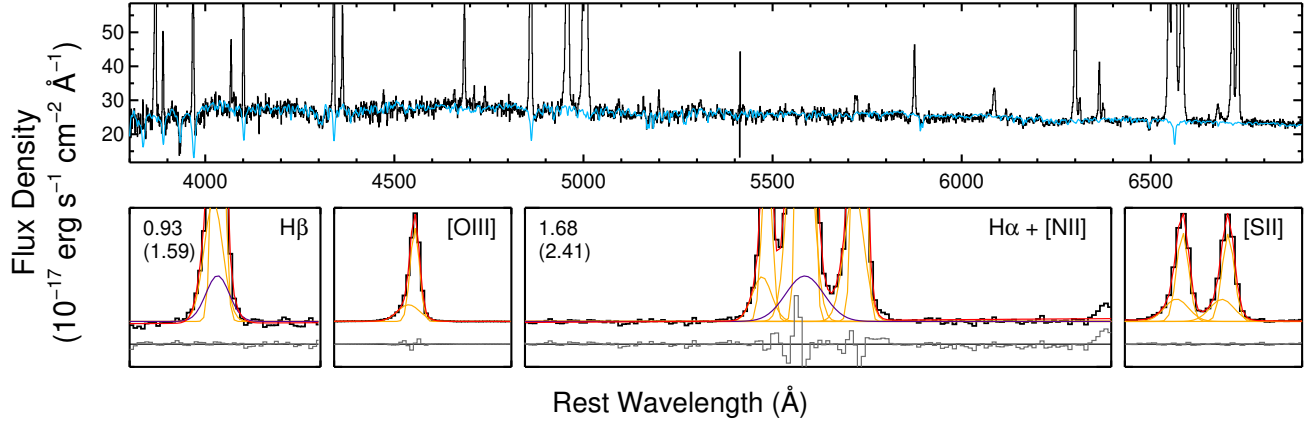 50
40
30
20
4000 4500 5000 5500 6000 6500
Flux Density
(10⁻¹⁷ erg s⁻¹ cm⁻² Å⁻¹)
0.93
(1.59)
Hβ
[OIII]
1.68
(2.41)
Hα + [NII]
[SII]
Rest Wavelength (Å)